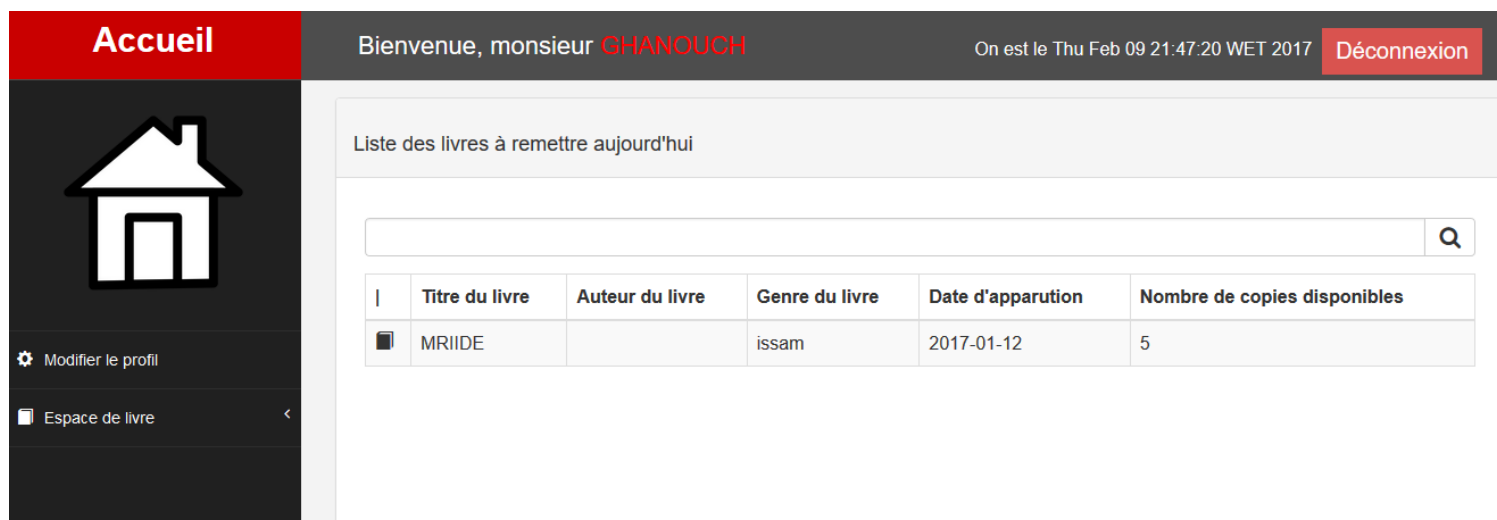 Accueil
Bienvenue, monsieur GHANOUCH
On est le Thu Feb 09 21:47:20 WET 2017
Déconnexion
Liste des livres à remettre aujourd'hui
| Titre du livre Auteur du livre Genre du livre Date d'apparution Nombre de copies disponibles
MRIIDE issam 2017-01-12 5
Modifier le profil
Espace de livre